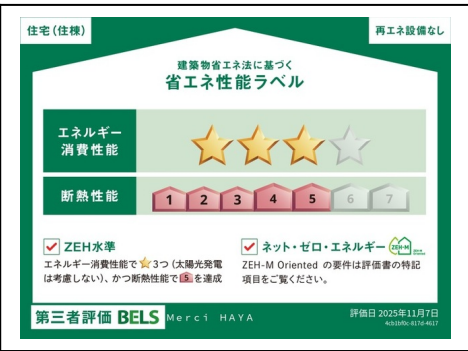 住宅(住棟)
再エネ設備なし
建築物省エネ法に基づく
省エネ性能ラベル
エネルギー
消費性能
断熱性能
1 2 3 4 5 6 7
ZEH水準
エネルギー消費性能で⭐3つ(太陽光発電
は考慮しない)、かつ断熱性能で5を達成
ネット・ゼロ・エネルギー ZEH-M
ZEH-M Oriented の要件は評価書の特記
項目をご覧ください。
第三者評価 BELS Merci HAYA
評価日 2025年11月7日
4cb1bf0c-817d-4617